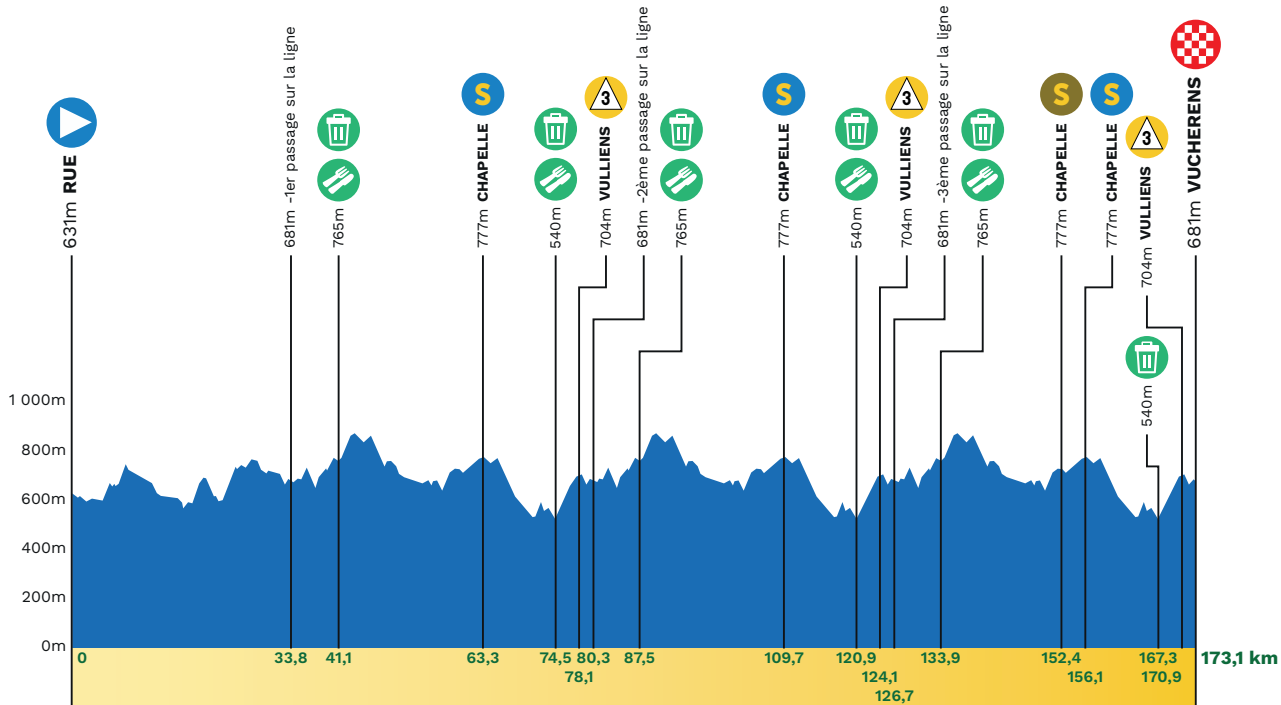 631m RUE
681m -1er passage sur la ligne
765m
S
777m CHAPELLE
540m
3
704m VULLIENS
681m -2ème passage sur la ligne
765m
S
777m CHAPELLE
540m
3
704m VULLIENS
681m -3ème passage sur la ligne
765m
S
777m CHAPELLE
S
777m CHAPELLE
3
704m VULLIENS
540m
681m VUCHERENS
1 000m
800m
600m
400m
200m
0m
0
33,8
41,1
63,3
74,5
78,1
80,3
87,5
109,7
120,9
124,1
126,7
133,9
152,4
156,1
167,3
170,9
173,1 km